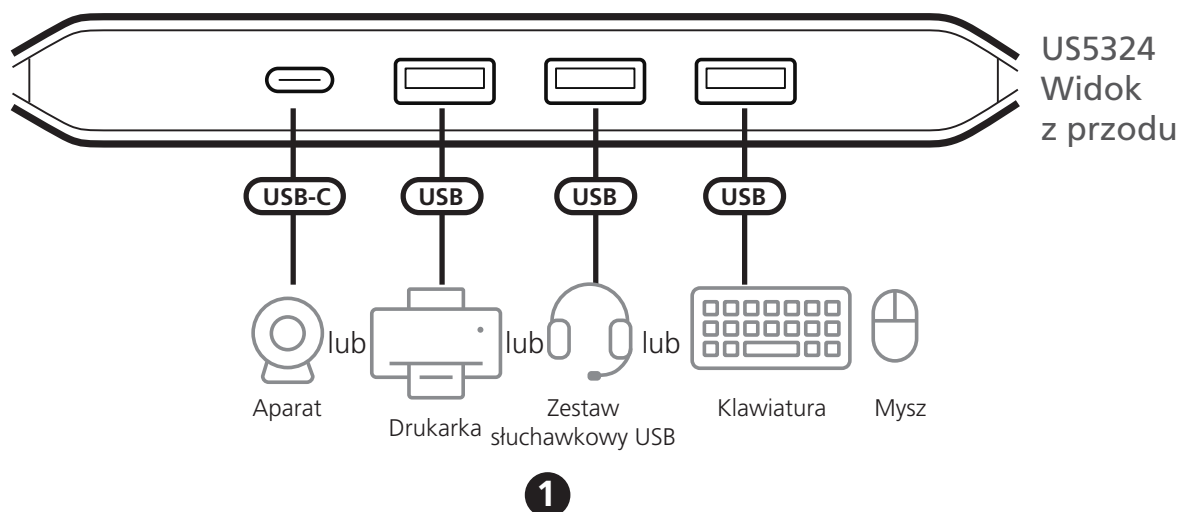 US5324
Widok
z przodu
USB-C USB USB USB
lub lub lub
Aparat
Drukarka
Zestaw
słuchawkowy USB
Klawiatura
Mysz
1